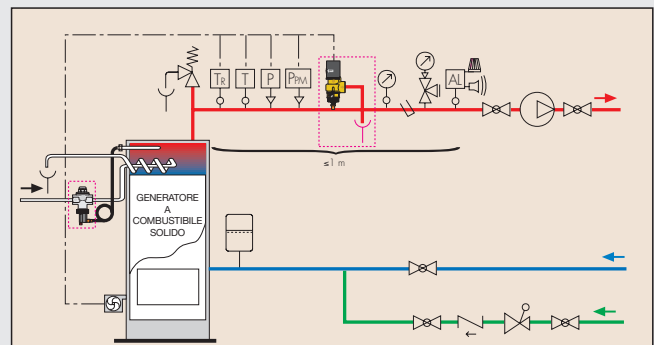 TR
T
P
PPM
AL
≤1 m
GENERATORE
A
COMBUSTIBILE
SOLIDO